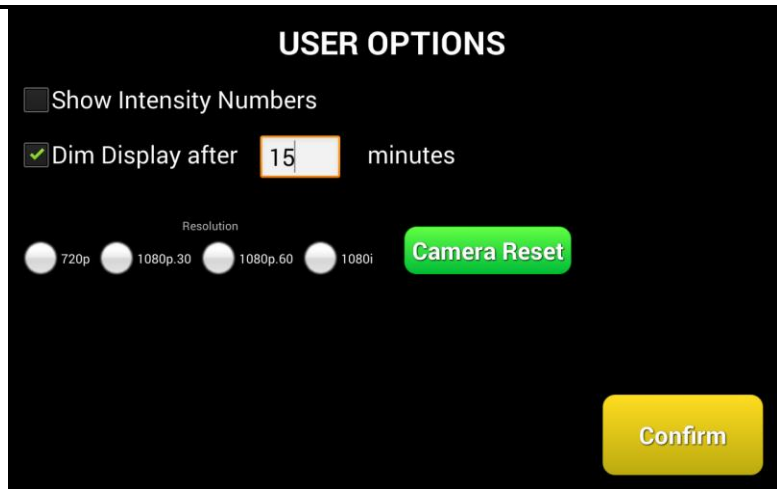 USER OPTIONS
Show Intensity Numbers
Dim Display after 15 minutes
Resolution
720p 1080p.30 1080p.60 1080i
Camera Reset
Confirm